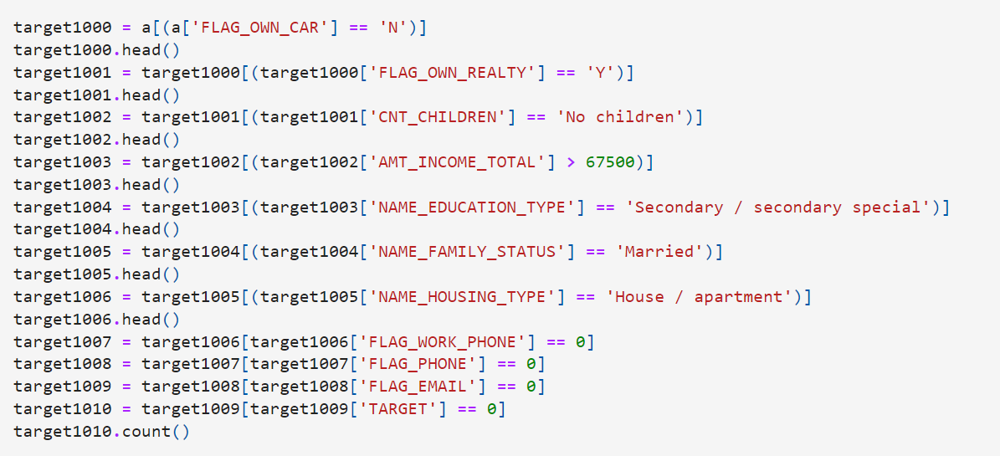 target1000 = a[(a['FLAG_OWN_CAR'] == 'N')]
target1000.head()
target1001 = target1000[(target1000['FLAG_OWN_REALTY'] == 'Y')]
target1001.head()
target1002 = target1001[(target1001['CNT_CHILDREN'] == 'No children')]
target1002.head()
target1003 = target1002[(target1002['AMT_INCOME_TOTAL'] > 67500)]
target1003.head()
target1004 = target1003[(target1003['NAME_EDUCATION_TYPE'] == 'Secondary / secondary special')]
target1004.head()
target1005 = target1004[(target1004['NAME_FAMILY_STATUS'] == 'Married')]
target1005.head()
target1006 = target1005[(target1005['NAME_HOUSING_TYPE'] == 'House / apartment')]
target1006.head()
target1007 = target1006[target1006['FLAG_WORK_PHONE'] == 0]
target1008 = target1007[target1007['FLAG_PHONE'] == 0]
target1009 = target1008[target1008['FLAG_EMAIL'] == 0]
target1010 = target1009[target1009['TARGET'] == 0]
target1010.count()